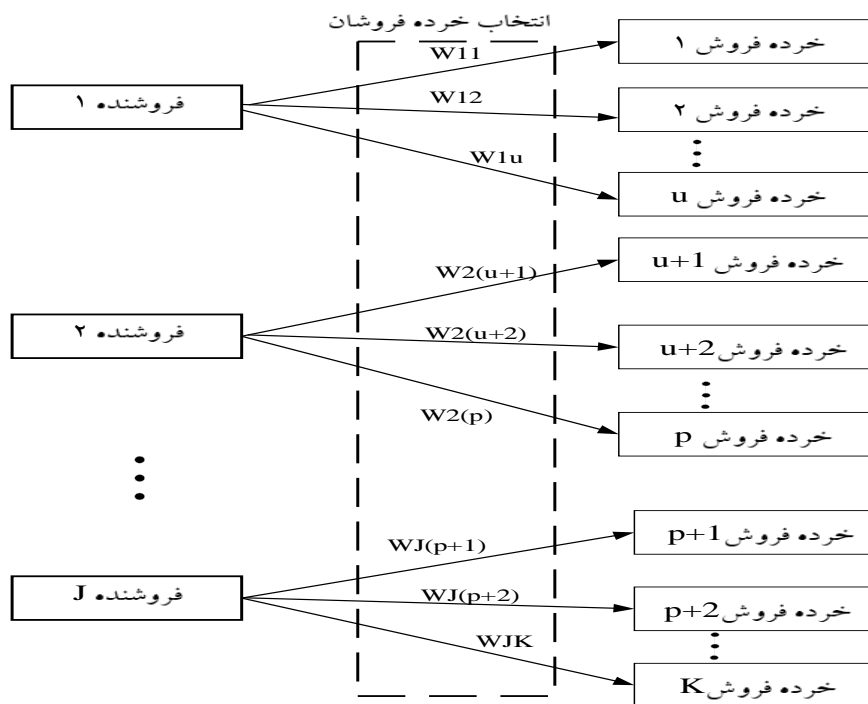 انتخاب خرده فروشان
فروشنده ۱
W11
W12
W1u
خرده فروش ۱
خرده فروش ۲
خرده فروش u
فروشنده ۲
W2(u+1)
W2(u+2)
W2(p)
خرده فروش u+1
خرده فروش u+2
خرده فروش p
فروشنده J
WJ(p+1)
WJ(p+2)
WJK
خرده فروش p+1
خرده فروش p+2
خرده فروش K